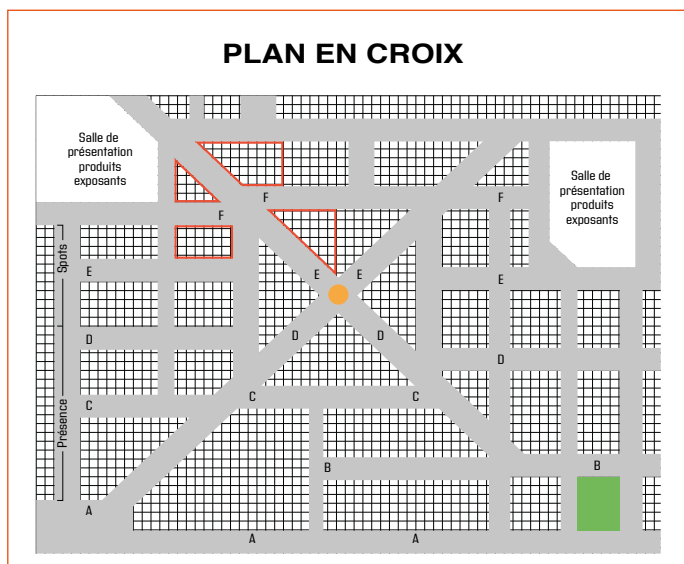 PLAN EN CROIX
Salle de
présentation
produits
exposants
Salle de
présentation
produits
exposants
F
F
F
Spots
E
E
E
E
D
D
D
D
Présence
C
C
C
B
B
A
A
A